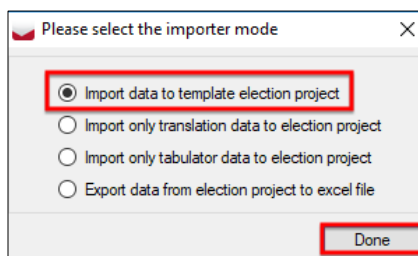 Please select the importer mode
Import data to template election project
Import only translation data to election project
Import only tabulator data to election project
Export data from election project to excel file
Done